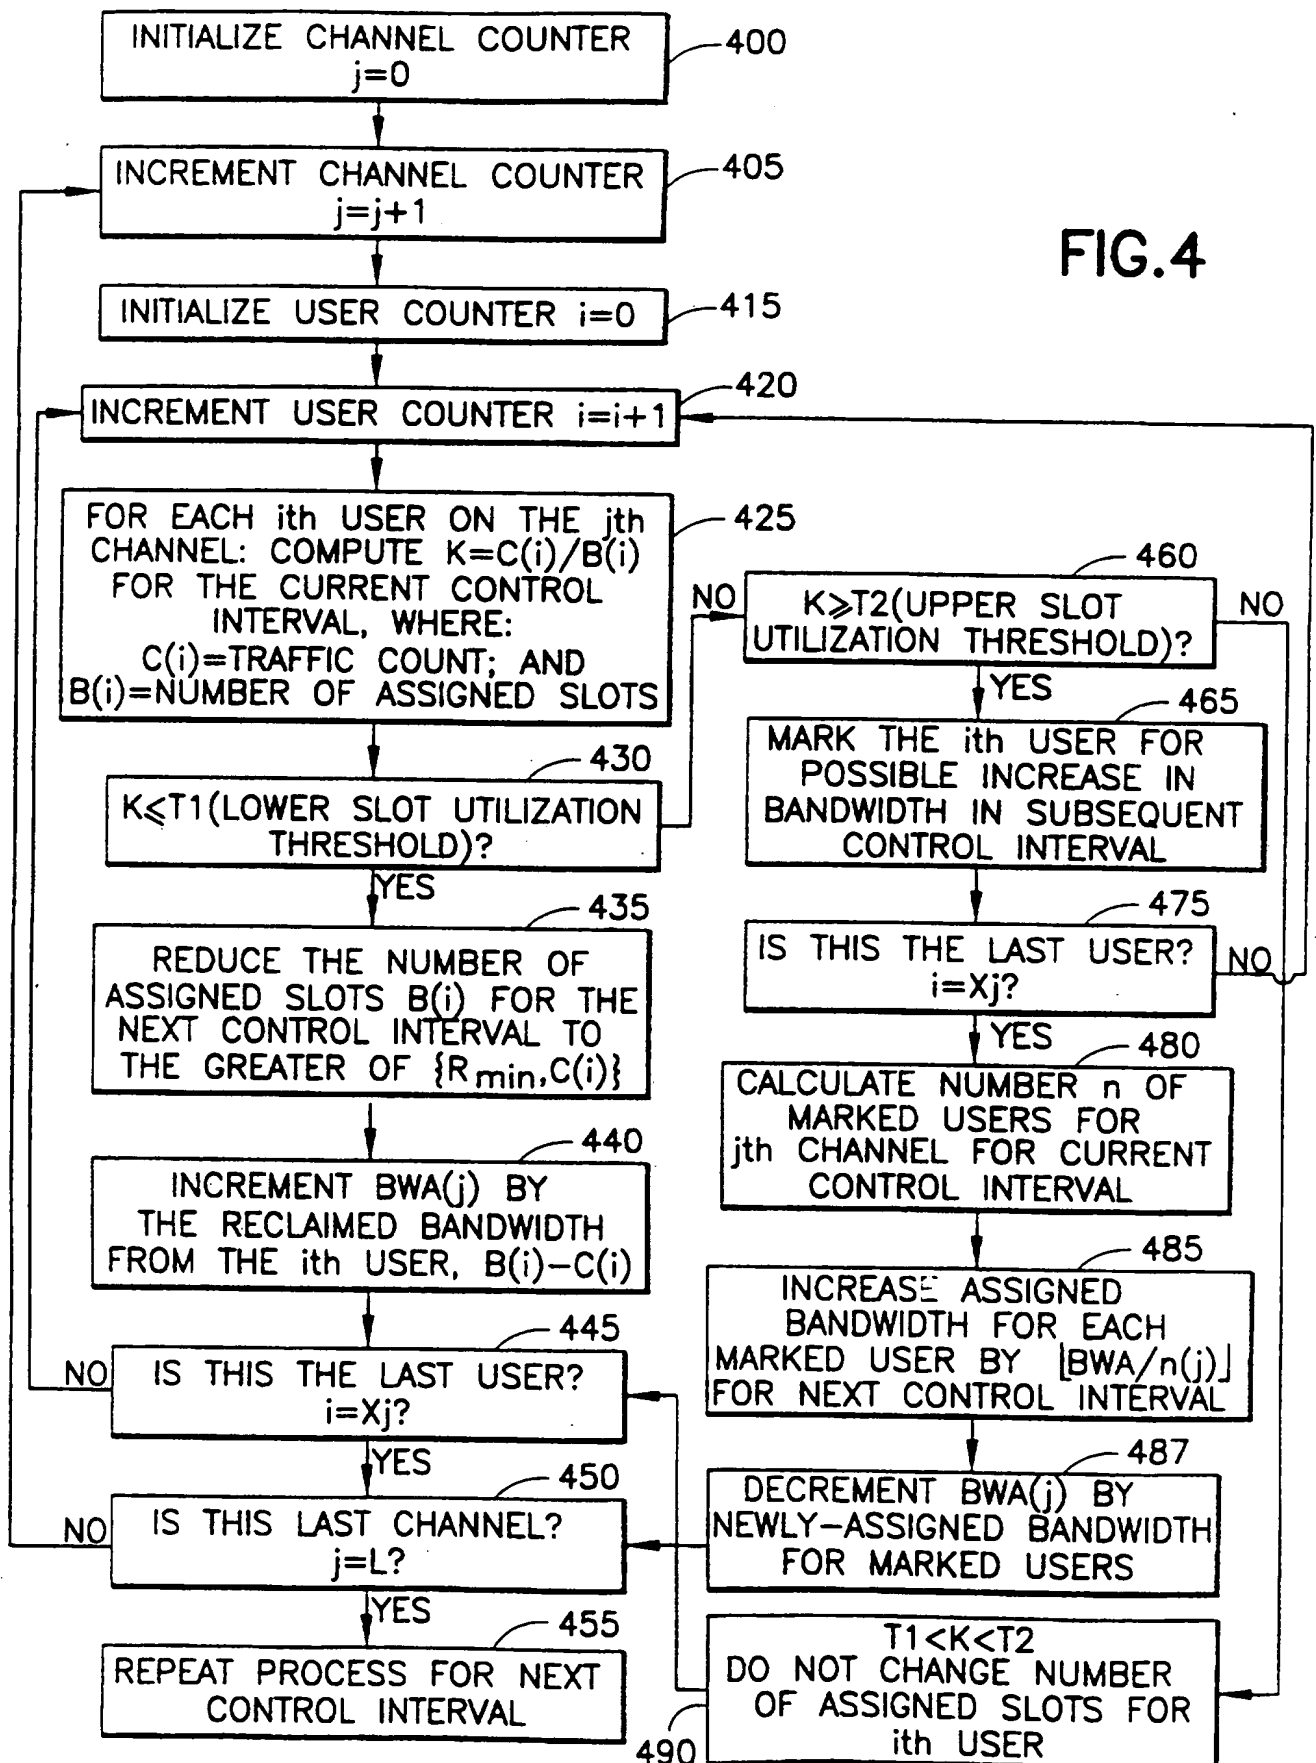 INITIALIZE CHANNEL COUNTER
j=0
400
INCREMENT CHANNEL COUNTER
j=j+1
405
FIG.4
INITIALIZE USER COUNTER i=0
415
INCREMENT USER COUNTER i=i+1
420
FOR EACH ith USER ON THE jth
CHANNEL: COMPUTE K=C(i)/B(i)
FOR THE CURRENT CONTROL
INTERVAL, WHERE:
C(i)=TRAFFIC COUNT; AND
B(i)=NUMBER OF ASSIGNED SLOTS
425
430
K⩽T1(LOWER SLOT UTILIZATION
THRESHOLD)?
NO
YES
435
REDUCE THE NUMBER OF
ASSIGNED SLOTS B(i) FOR THE
NEXT CONTROL INTERVAL TO
THE GREATER OF {Rmin,C(i)}
440
INCREMENT BWA(j) BY
THE RECLAIMED BANDWIDTH
FROM THE ith USER, B(i)-C(i)
445
IS THIS THE LAST USER?
i=Xj?
NO
YES
450
IS THIS LAST CHANNEL?
j=L?
NO
YES
455
REPEAT PROCESS FOR NEXT
CONTROL INTERVAL
460
K⩾T2(UPPER SLOT
UTILIZATION THRESHOLD)?
NO
YES
465
MARK THE ith USER FOR
POSSIBLE INCREASE IN
BANDWIDTH IN SUBSEQUENT
CONTROL INTERVAL
475
IS THIS THE LAST USER?
i=Xj?
NO
YES
480
CALCULATE NUMBER n OF
MARKED USERS FOR
jth CHANNEL FOR CURRENT
CONTROL INTERVAL
485
INCREASE ASSIGNED
BANDWIDTH FOR EACH
MARKED USER BY ⌊BWA/n(j)⌋
FOR NEXT CONTROL INTERVAL
487
DECREMENT BWA(j) BY
NEWLY-ASSIGNED BANDWIDTH
FOR MARKED USERS
T1<K<T2
DO NOT CHANGE NUMBER
OF ASSIGNED SLOTS FOR
ith USER
490